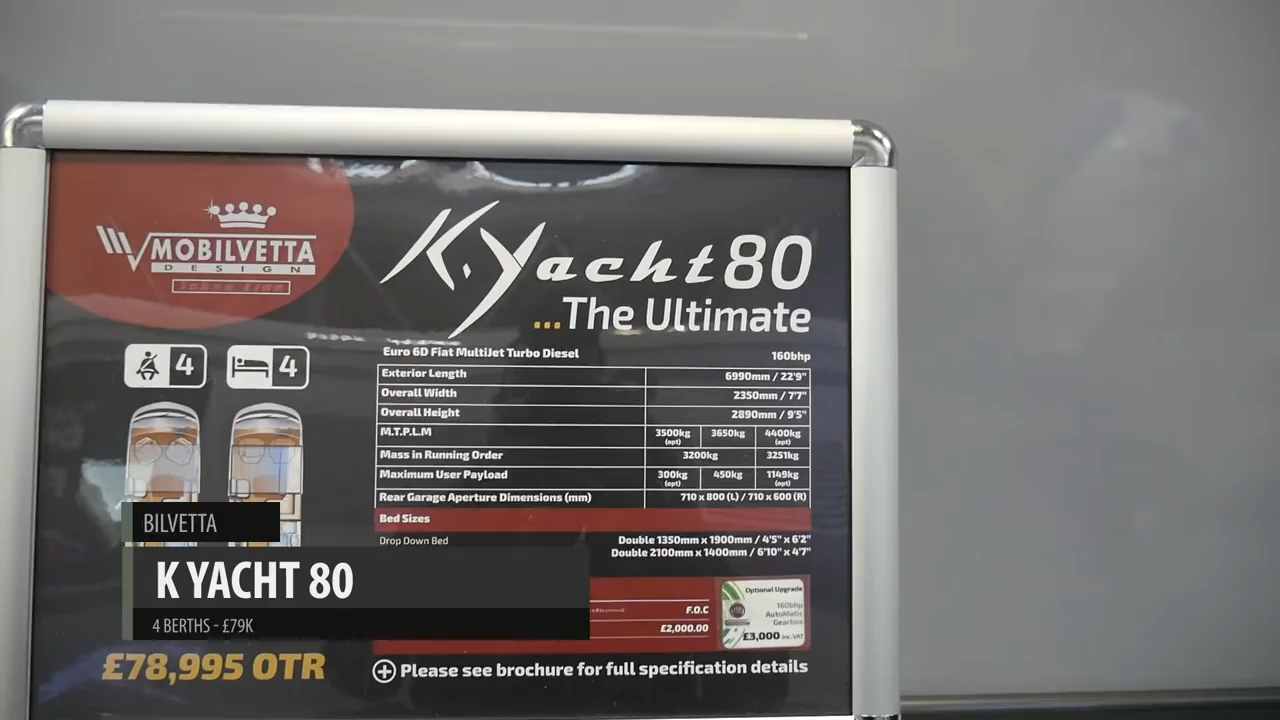 MOBILVETTA
DESIGN
K.Yacht 80
...The Ultimate
4
4
Euro 6D Fiat MultiJet Turbo Diesel 160bhp
Exterior Length 6990mm / 22'9"
Overall Width 2350mm / 7'7"
Overall Height 2890mm / 9'5"
M.T.P.L.M 3500kg (opt) 3650kg 4400kg (opt)
Mass in Running Order 3200kg 3251kg
Maximum User Payload 300kg (opt) 450kg 1149kg (opt)
Rear Garage Aperture Dimensions (mm) 710 x 800 (L) / 710 x 600 (R)
Bed Sizes
Drop Down Bed Double 1350mm x 1900mm / 4'5" x 6'2"
Double 2100mm x 1400mm / 6'10" x 4'7"
F.O.C
£2,000.00
Optional Upgrade
160bhp
AutoMatic
Gearbox
£3,000 inc. VAT
BILVETTA
K YACHT 80
4 BERTHS - £79K
£78,995 OTR
Please see brochure for full specification details